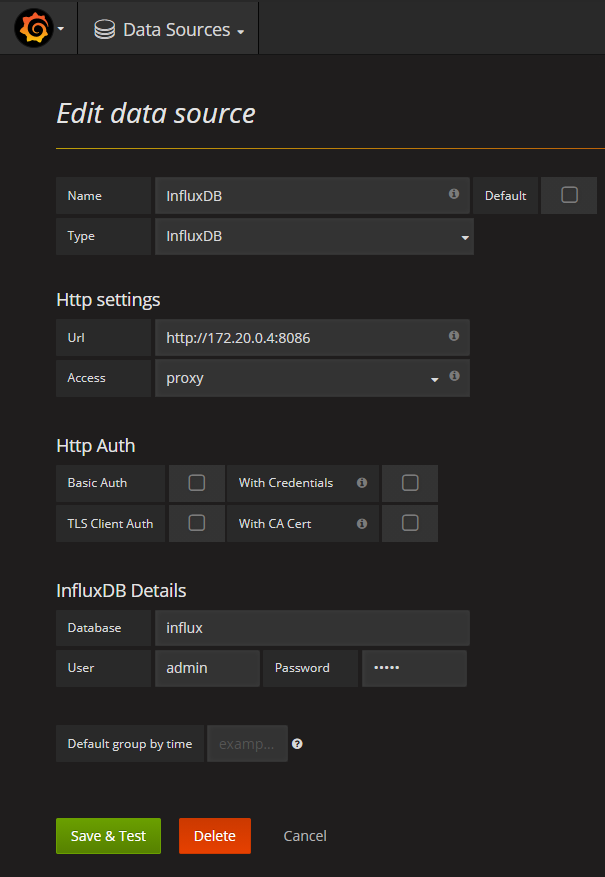 Data Sources
Edit data source
Name InfluxDB Default
Type InfluxDB
Http settings
Url http://172.20.0.4:8086
Access proxy
Http Auth
Basic Auth With Credentials
TLS Client Auth With CA Cert
InfluxDB Details
Database influx
User admin Password •••••
Default group by time examp...
Save & Test Delete Cancel